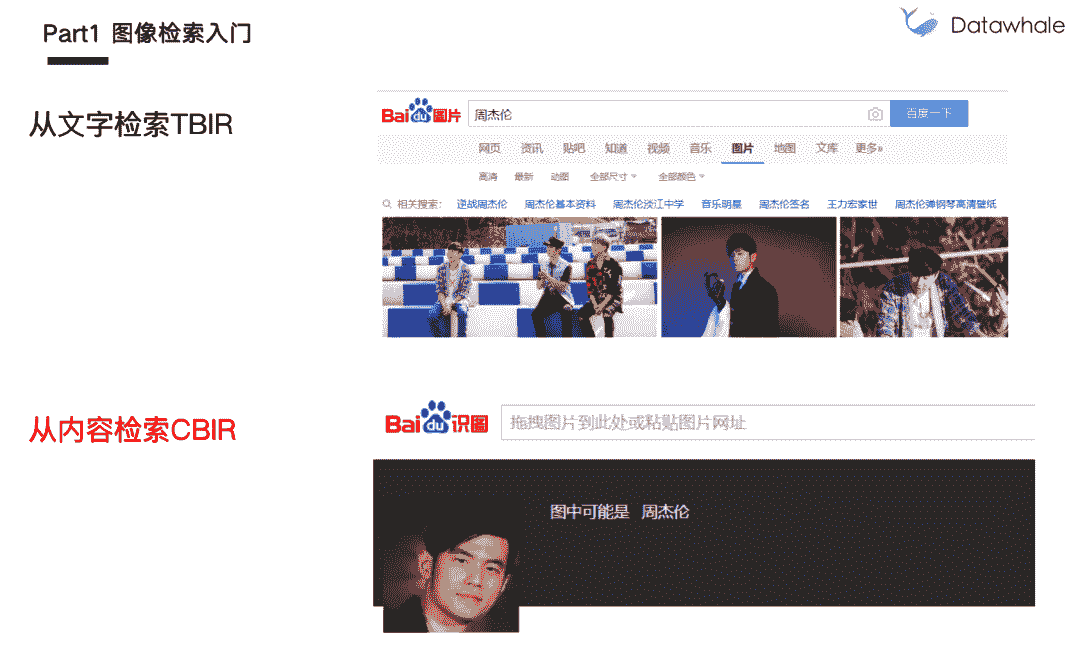 Part1 图像检索入门
Datawhale
从文字检索TBIR
Bai du 图片
周杰伦
百度一下
网页 资讯 贴吧 知道 视频 音乐 图片 地图 文库 更多»
高清 最新 动图 全部尺寸 全部颜色
相关搜索: 逆战周杰伦 周杰伦基本资料 周杰伦淡江中学 音乐明星 周杰伦签名 王力宏家世 周杰伦弹钢琴高清壁纸
从内容检索CBIR
Bai du 识图
拖拽图片到此处或粘贴图片网址
图中可能是 周杰伦